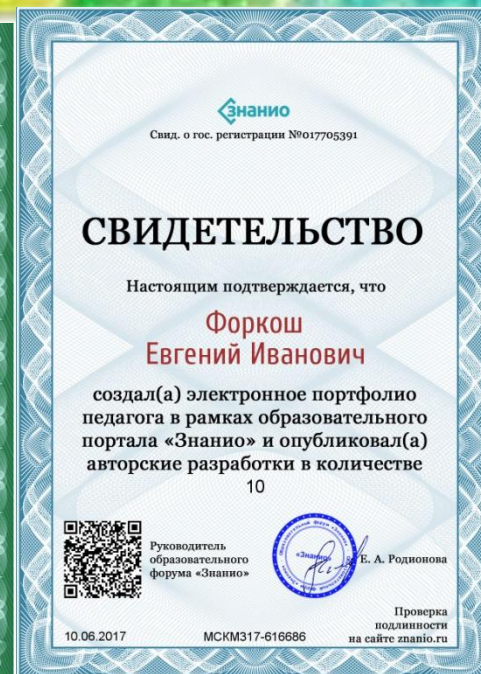 знанио
Свид. о гос. регистрации №017705391
СВИДЕТЕЛЬСТВО
Настоящим подтверждается, что
Форкош
Евгений Иванович
создал(а) электронное портфолио
педагога в рамках образовательного
портала «Знанио» и опубликовал(а)
авторские разработки в количестве
10
Руководитель
образовательного
форума «Знанио»
«Знанио»
Е. А. Родионова
10.06.2017
МСКМ317-616686
Проверка
подлинности
на сайте znanio.ru